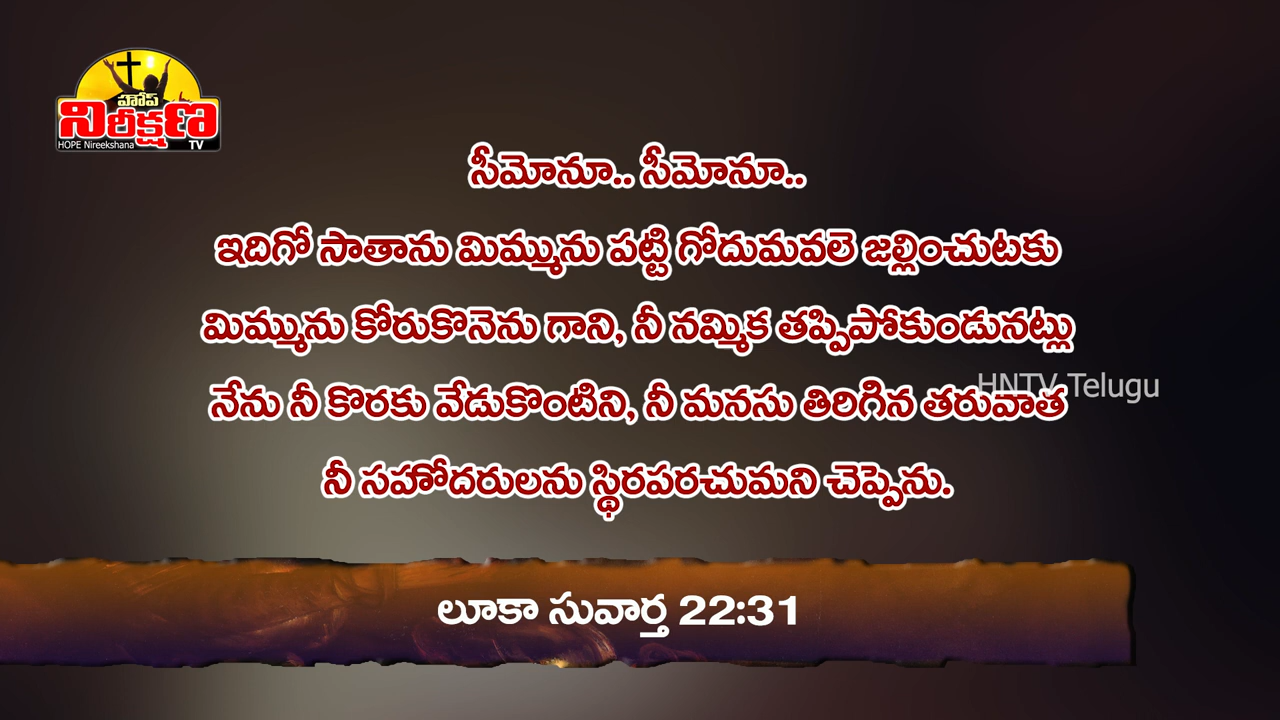 హోప్
నిరీక్షణ
HOPE Nireekshana TV
సీమోనూ.. సీమోనూ..
ఇదిగో సాతాను మిమ్మును పట్టి గోదుమవలె జల్లించుటకు
మిమ్మును కోరుకొనెను గాని, నీ నమ్మిక తప్పిపోకుండునట్లు
నేను నీ కొరకు వేడుకొంటిని, నీ మనసు తిరిగిన తరువాత
HNTV Telugu
నీ సహోదరులను స్థిరపరచుమని చెప్పెను.
లూకా సువార్త 22:31